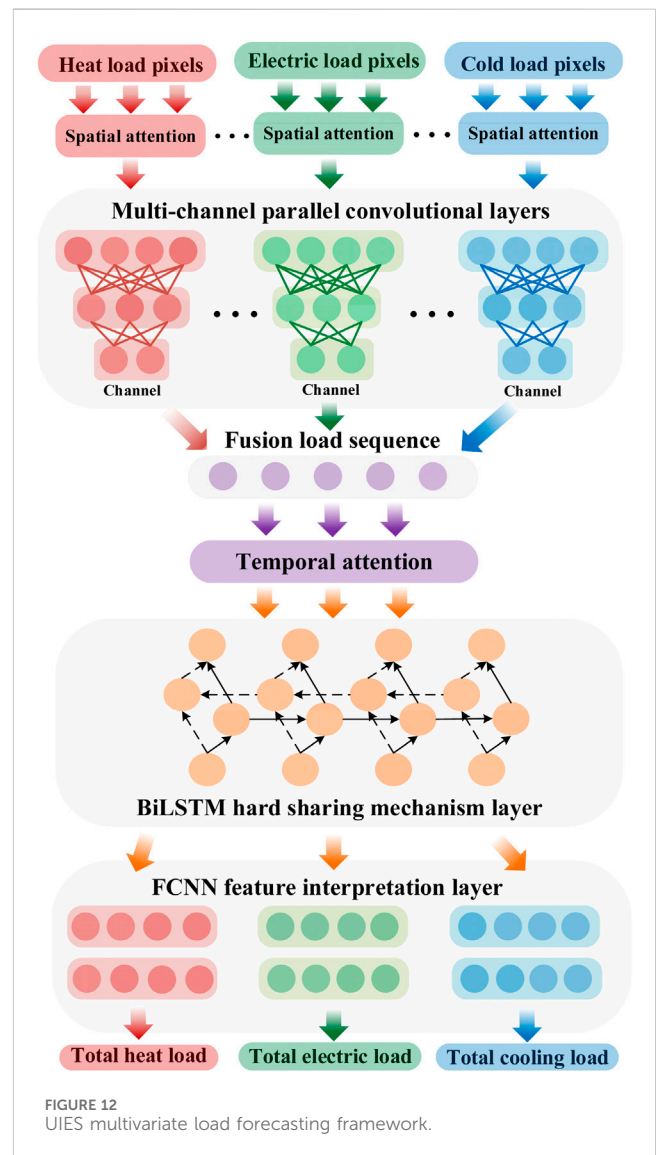 Heat load pixels Electric load pixels Cold load pixels
Spatial attention Spatial attention Spatial attention
Multi-channel parallel convolutional layers
Channel Channel Channel
Fusion load sequence
Temporal attention
BiLSTM hard sharing mechanism layer
FCNN feature interpretation layer
Total heat load Total electric load Total cooling load
FIGURE 12
UIES multivariate load forecasting framework.